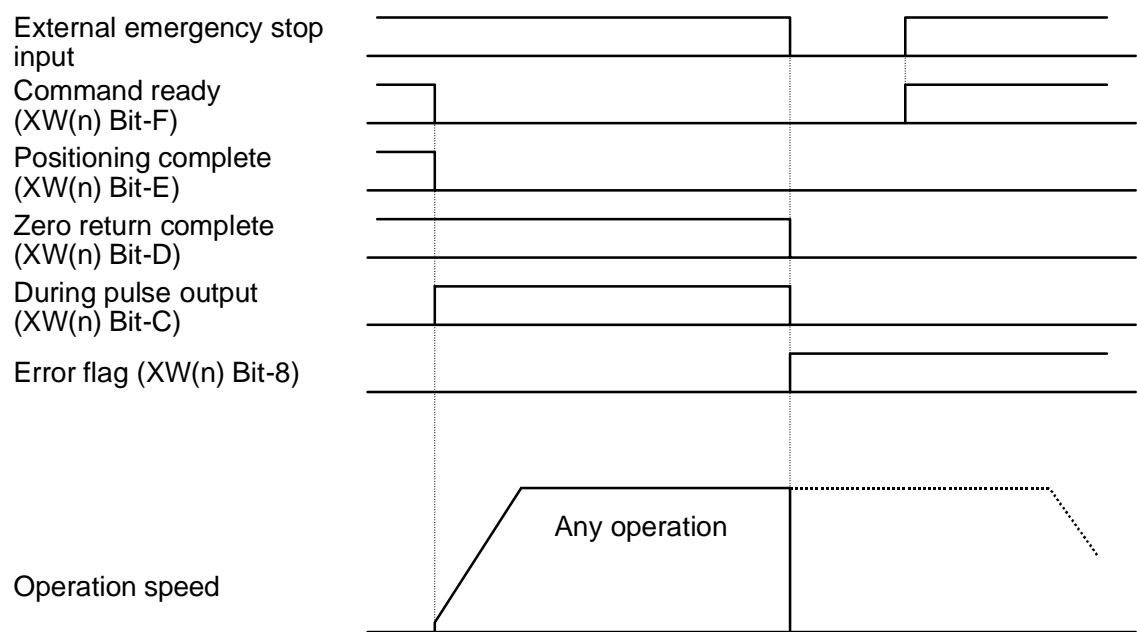 External emergency stop
input
Command ready
(XW(n) Bit-F)
Positioning complete
(XW(n) Bit-E)
Zero return complete
(XW(n) Bit-D)
During pulse output
(XW(n) Bit-C)
Error flag (XW(n) Bit-8)
Any operation
Operation speed